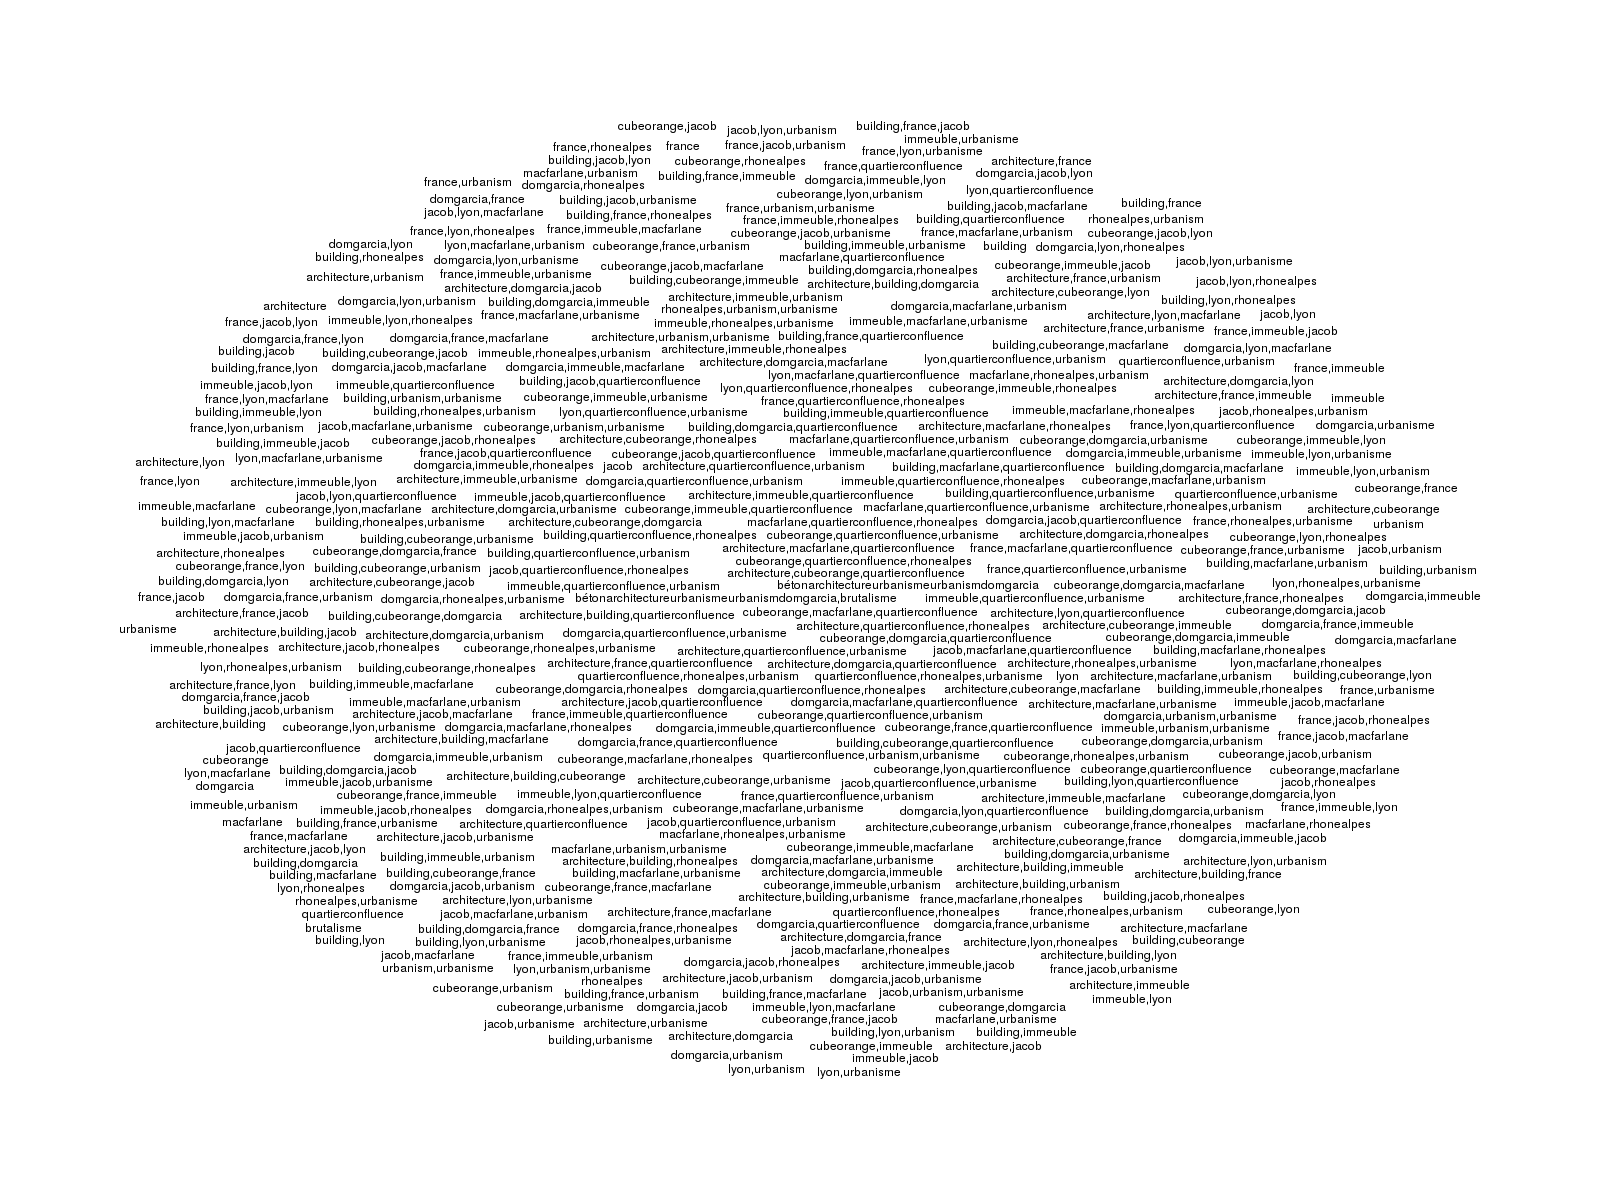 cubeorange,jacob jacob,lyon,urbanism building,france,jacob
immeuble,urbanisme
france,rhonealpes france france,jacob,urbanism france,lyon,urbanisme
building,jacob,lyon cubeorange,rhonealpes france,quartierconfluence architecture,france
macfarlane,urbanism building,france,immeuble domgarcia,immeuble,lyon domgarcia,jacob,lyon
france,urbanism domgarcia,rhonealpes cubeorange,lyon,urbanism lyon,quartierconfluence
domgarcia,france building,jacob,urbanisme france,urbanism,urbanisme building,jacob,macfarlane building,france
jacob,lyon,macfarlane building,france,rhonealpes france,immeuble,rhonealpes building,quartierconfluence rhonealpes,urbanism
france,lyon,rhonealpes france,immeuble,macfarlane cubeorange,jacob,urbanisme france,macfarlane,urbanism cubeorange,jacob,lyon
domgarcia,lyon lyon,macfarlane,urbanism cubeorange,france,urbanism building,immeuble,urbanisme building domgarcia,lyon,rhonealpes
building,rhonealpes domgarcia,lyon,urbanisme cubeorange,jacob,macfarlane macfarlane,quartierconfluence cubeorange,immeuble,jacob jacob,lyon,urbanisme
architecture,urbanism france,immeuble,urbanisme building,cubeorange,immeuble building,domgarcia,rhonealpes architecture,france,urbanism jacob,lyon,rhonealpes
architecture,domgarcia,jacob architecture,building,domgarcia architecture,cubeorange,lyon
architecture domgarcia,lyon,urbanism building,domgarcia,immeuble architecture,immeuble,urbanism domgarcia,macfarlane,urbanism building,lyon,rhonealpes
france,jacob,lyon immeuble,lyon,rhonealpes france,macfarlane,urbanisme rhonealpes,urbanism,urbanisme immeuble,macfarlane,urbanisme architecture,lyon,macfarlane jacob,lyon
immeuble,rhonealpes,urbanisme architecture,france,urbanisme france,immeuble,jacob
domgarcia,france,lyon domgarcia,france,macfarlane architecture,urbanism,urbanisme building,france,quartierconfluence building,cubeorange,macfarlane domgarcia,lyon,macfarlane
building,jacob building,cubeorange,jacob immeuble,rhonealpes,urbanism architecture,immeuble,rhonealpes lyon,quartierconfluence,urbanism quartierconfluence,urbanism
building,france,lyon domgarcia,jacob,macfarlane domgarcia,immeuble,macfarlane architecture,domgarcia,macfarlane france,immeuble
immeuble,jacob,lyon immeuble,quartierconfluence building,jacob,quartierconfluence lyon,macfarlane,quartierconfluence macfarlane,rhonealpes,urbanism architecture,domgarcia,lyon
france,lyon,macfarlane building,urbanism,urbanisme cubeorange,immeuble,urbanisme lyon,quartierconfluence,rhonealpes cubeorange,immeuble,rhonealpes architecture,france,immeuble immeuble
building,immeuble,lyon building,rhonealpes,urbanism lyon,quartierconfluence,urbanisme france,quartierconfluence,rhonealpes building,immeuble,quartierconfluence immeuble,macfarlane,rhonealpes jacob,rhonealpes,urbanism
france,lyon,urbanism jacob,macfarlane,urbanisme cubeorange,urbanism,urbanisme building,domgarcia,quartierconfluence architecture,macfarlane,rhonealpes france,lyon,quartierconfluence domgarcia,urbanisme
building,immeuble,jacob cubeorange,jacob,rhonealpes architecture,cubeorange,rhonealpes macfarlane,quartierconfluence,urbanism cubeorange,domgarcia,urbanisme cubeorange,immeuble,lyon
architecture,lyon lyon,macfarlane,urbanisme france,jacob,quartierconfluence cubeorange,jacob,quartierconfluence immeuble,macfarlane,quartierconfluence domgarcia,immeuble,urbanisme immeuble,lyon,urbanisme
domgarcia,immeuble,rhonealpes jacob architecture,quartierconfluence,urbanism building,macfarlane,quartierconfluence building,domgarcia,macfarlane immeuble,lyon,urbanism
france,lyon architecture,immeuble,lyon architecture,immeuble,urbanisme domgarcia,quartierconfluence,urbanism immeuble,quartierconfluence,rhonealpes cubeorange,macfarlane,urbanism cubeorange,france
jacob,lyon,quartierconfluence immeuble,jacob,quartierconfluence architecture,immeuble,quartierconfluence building,quartierconfluence,urbanisme quartierconfluence,urbanisme
immeuble,macfarlane cubeorange,lyon,macfarlane architecture,domgarcia,urbanisme cubeorange,immeuble,quartierconfluence macfarlane,quartierconfluence,urbanisme architecture,rhonealpes,urbanism architecture,cubeorange
building,lyon,macfarlane building,rhonealpes,urbanisme architecture,cubeorange,domgarcia macfarlane,quartierconfluence,rhonealpes domgarcia,jacob,quartierconfluence france,rhonealpes,urbanisme urbanism
immeuble,jacob,urbanism building,cubeorange,urbanisme building,quartierconfluence,rhonealpes cubeorange,quartierconfluence,urbanisme architecture,domgarcia,rhonealpes cubeorange,lyon,rhonealpes
architecture,rhonealpes cubeorange,domgarcia,france building,quartierconfluence,urbanism architecture,macfarlane,quartierconfluence france,macfarlane,quartierconfluence cubeorange,france,urbanisme jacob,urbanism
cubeorange,france,lyon building,cubeorange,urbanism jacob,quartierconfluence,rhonealpes cubeorange,quartierconfluence,rhonealpes france,quartierconfluence,urbanisme building,macfarlane,urbanism building,urbanism
building,domgarcia,lyon architecture,cubeorange,jacob immeuble,quartierconfluence,urbanism architecture,cubeorange,quartierconfluence bétonarchitectureurbanismeurbanismdomgarcia cubeorange,domgarcia,macfarlane lyon,rhonealpes,urbanisme
france,jacob domgarcia,france,urbanism domgarcia,rhonealpes,urbanisme bétonarchitectureurbanismeurbanismdomgarcia,brutalisme immeuble,quartierconfluence,urbanisme architecture,france,rhonealpes domgarcia,immeuble
architecture,france,jacob building,cubeorange,domgarcia architecture,building,quartierconfluence cubeorange,macfarlane,quartierconfluence architecture,lyon,quartierconfluence cubeorange,domgarcia,jacob
urbanisme architecture,building,jacob architecture,domgarcia,urbanism domgarcia,quartierconfluence,urbanisme architecture,quartierconfluence,rhonealpes architecture,cubeorange,immeuble domgarcia,france,immeuble
immeuble,rhonealpes architecture,jacob,rhonealpes cubeorange,rhonealpes,urbanisme architecture,quartierconfluence,urbanisme cubeorange,domgarcia,quartierconfluence jacob,macfarlane,quartierconfluence cubeorange,domgarcia,immeuble building,macfarlane,rhonealpes domgarcia,macfarlane
lyon,rhonealpes,urbanism building,cubeorange,rhonealpes architecture,france,quartierconfluence architecture,domgarcia,quartierconfluence architecture,rhonealpes,urbanisme lyon,macfarlane,rhonealpes
architecture,france,lyon building,immeuble,macfarlane quartierconfluence,rhonealpes,urbanism quartierconfluence,rhonealpes,urbanisme lyon architecture,macfarlane,urbanism building,cubeorange,lyon
domgarcia,france,jacob cubeorange,domgarcia,rhonealpes domgarcia,quartierconfluence,rhonealpes architecture,cubeorange,macfarlane building,immeuble,rhonealpes france,urbanisme
building,jacob,urbanism immeuble,macfarlane,urbanism architecture,jacob,quartierconfluence domgarcia,macfarlane,quartierconfluence architecture,macfarlane,urbanisme immeuble,jacob,macfarlane
architecture,building architecture,jacob,macfarlane france,immeuble,quartierconfluence cubeorange,quartierconfluence,urbanism domgarcia,urbanism,urbanisme france,jacob,rhonealpes
cubeorange,lyon,urbanisme domgarcia,macfarlane,rhonealpes domgarcia,immeuble,quartierconfluence cubeorange,france,quartierconfluence immeuble,urbanism,urbanisme france,jacob,macfarlane
jacob,quartierconfluence architecture,building,macfarlane domgarcia,france,quartierconfluence building,cubeorange,quartierconfluence cubeorange,domgarcia,urbanism
cubeorange domgarcia,immeuble,urbanism cubeorange,macfarlane,rhonealpes quartierconfluence,urbanism,urbanisme cubeorange,rhonealpes,urbanism cubeorange,jacob,urbanism
lyon,macfarlane building,domgarcia,jacob architecture,building,cubeorange cubeorange,lyon,quartierconfluence cubeorange,quartierconfluence cubeorange,macfarlane
domgarcia immeuble,jacob,urbanisme architecture,cubeorange,urbanisme jacob,quartierconfluence,urbanisme building,lyon,quartierconfluence jacob,rhonealpes
cubeorange,france,immeuble immeuble,lyon,quartierconfluence france,quartierconfluence,urbanism architecture,immeuble,macfarlane cubeorange,domgarcia,lyon
immeuble,urbanism immeuble,jacob,rhonealpes domgarcia,rhonealpes,urbanism cubeorange,macfarlane,urbanisme domgarcia,lyon,quartierconfluence building,domgarcia,urbanism france,immeuble,lyon
macfarlane building,france,urbanisme architecture,quartierconfluence jacob,quartierconfluence,urbanism architecture,cubeorange,urbanism cubeorange,france,rhonealpes macfarlane,rhonealpes
france,macfarlane architecture,jacob,urbanisme macfarlane,rhonealpes,urbanisme architecture,cubeorange,france domgarcia,immeuble,jacob
architecture,jacob,lyon building,immeuble,urbanism macfarlane,urbanism,urbanisme cubeorange,immeuble,macfarlane building,domgarcia,urbanisme
building,domgarcia architecture,building,rhonealpes domgarcia,macfarlane,urbanisme architecture,building,immeuble architecture,lyon,urbanism
building,macfarlane building,cubeorange,france building,macfarlane,urbanisme architecture,domgarcia,immeuble architecture,building,france
lyon,rhonealpes domgarcia,jacob,urbanism cubeorange,france,macfarlane cubeorange,immeuble,urbanism architecture,building,urbanism
rhonealpes,urbanisme architecture,lyon,urbanisme architecture,building,urbanisme france,macfarlane,rhonealpes building,jacob,rhonealpes
quartierconfluence jacob,macfarlane,urbanism architecture,france,macfarlane quartierconfluence,rhonealpes france,rhonealpes,urbanism cubeorange,lyon
brutalisme building,domgarcia,france domgarcia,france,rhonealpes domgarcia,quartierconfluence domgarcia,france,urbanisme architecture,macfarlane
building,lyon building,lyon,urbanisme jacob,rhonealpes,urbanisme architecture,domgarcia,france architecture,lyon,rhonealpes building,cubeorange
jacob,macfarlane france,immeuble,urbanism jacob,macfarlane,rhonealpes architecture,building,lyon
urbanism,urbanisme lyon,urbanism,urbanisme domgarcia,jacob,rhonealpes architecture,immeuble,jacob france,jacob,urbanisme
rhonealpes architecture,jacob,urbanism domgarcia,jacob,urbanisme architecture,immeuble
cubeorange,urbanism building,france,urbanism building,france,macfarlane jacob,urbanism,urbanisme immeuble,lyon
cubeorange,urbanisme domgarcia,jacob immeuble,lyon,macfarlane cubeorange,domgarcia
jacob,urbanisme architecture,urbanisme cubeorange,france,jacob macfarlane,urbanisme
building,urbanisme architecture,domgarcia building,lyon,urbanism building,immeuble
cubeorange,immeuble architecture,jacob
domgarcia,urbanism immeuble,jacob
lyon,urbanism lyon,urbanisme